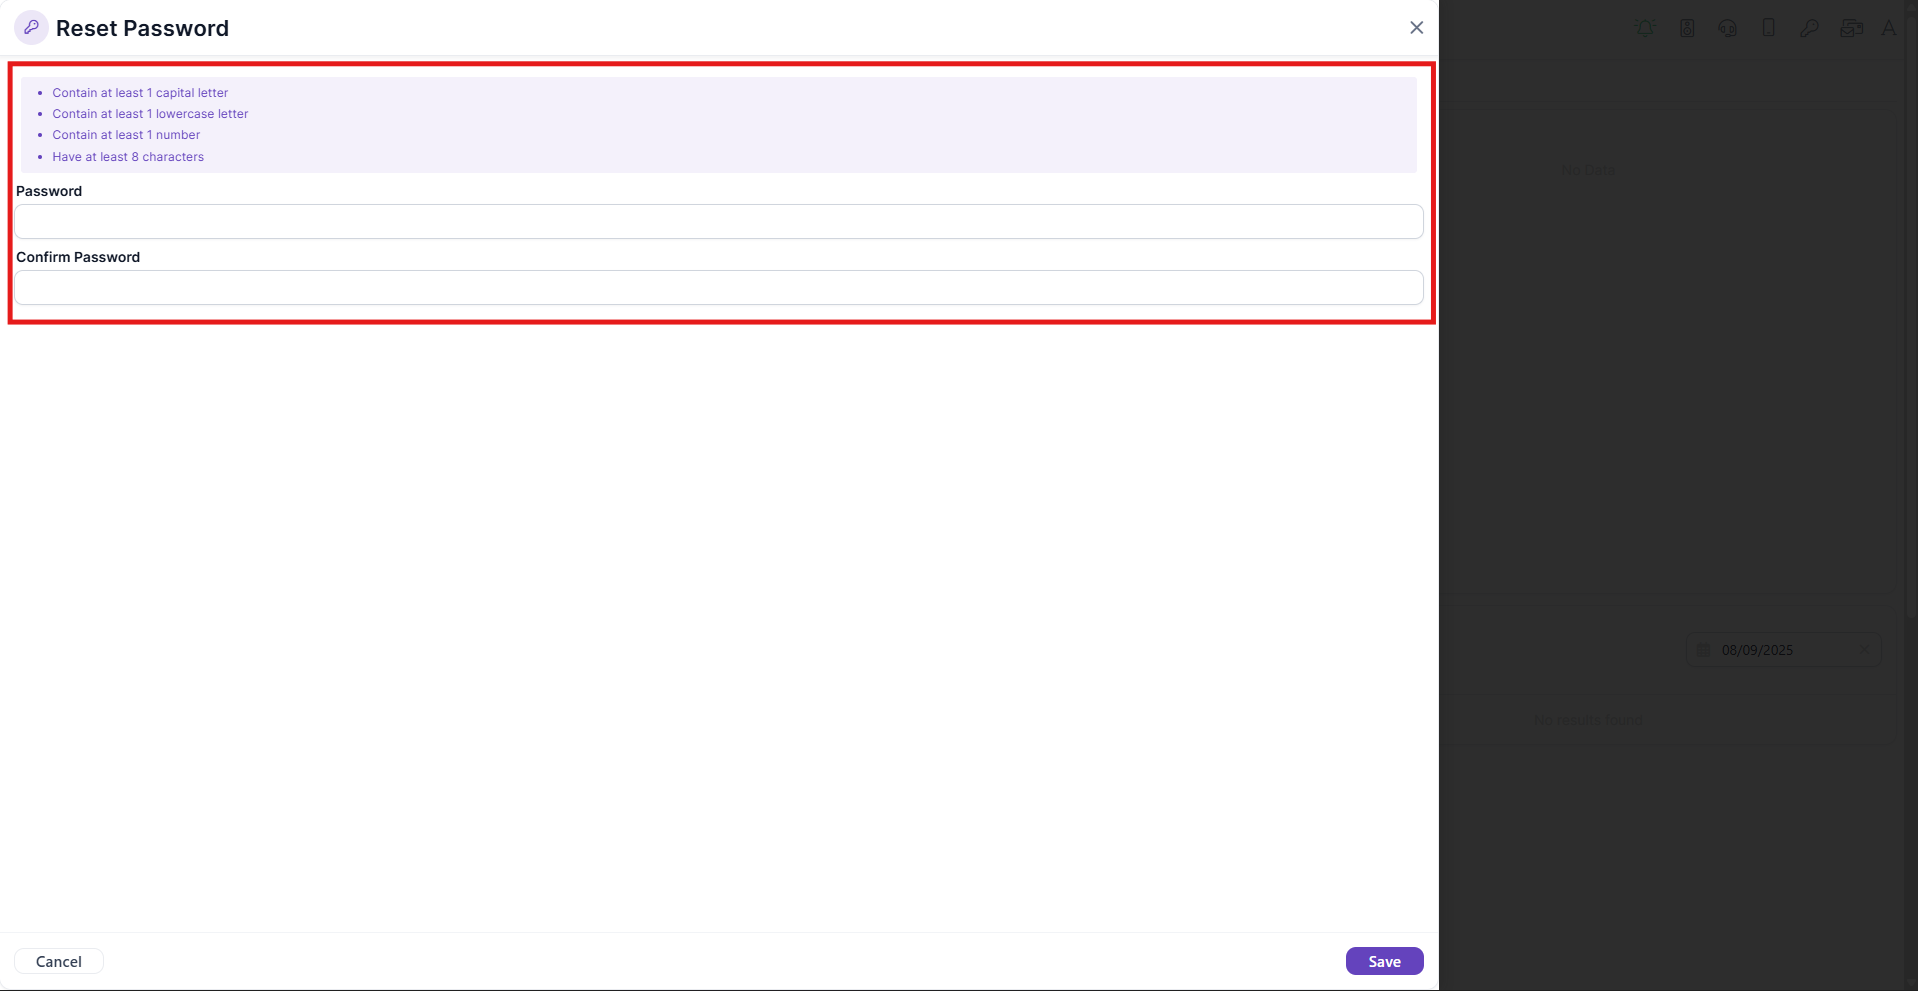 Reset Password
Contain at least 1 capital letter
Contain at least 1 lowercase letter
Contain at least 1 number
Have at least 8 characters
Password
Confirm Password
Cancel
Save
A
No Data
08/09/2025
No results found